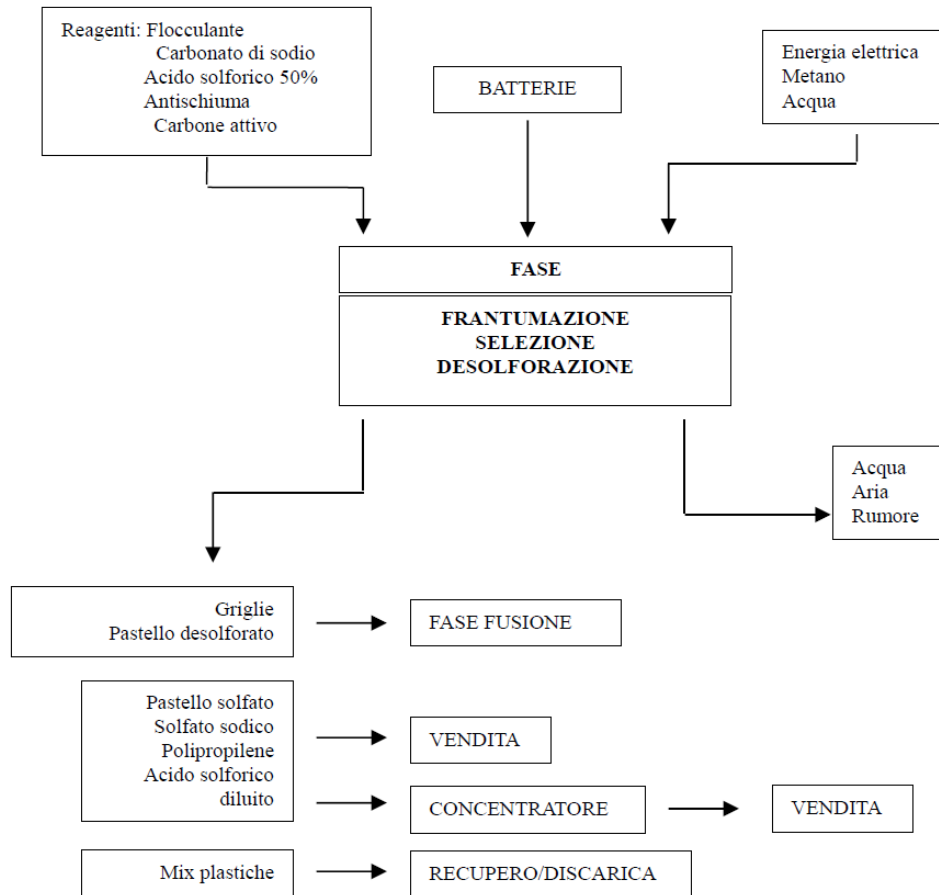 Reagenti: Flocculante
Carbonato di sodio
Acido solforico 50%
Antischiuma
Carbone attivo
BATTERIE
Energia elettrica
Metano
Acqua
FASE
FRANTUMAZIONE
SELEZIONE
DESOLFORAZIONE
Acqua
Aria
Rumore
Griglie
Pastello desolforato
FASE FUSIONE
Pastello solfato
Solfato sodico
Polipropilene
Acido solforico
diluito
VENDITA
CONCENTRATORE
VENDITA
Mix plastiche
RECUPERO/DISCARICA